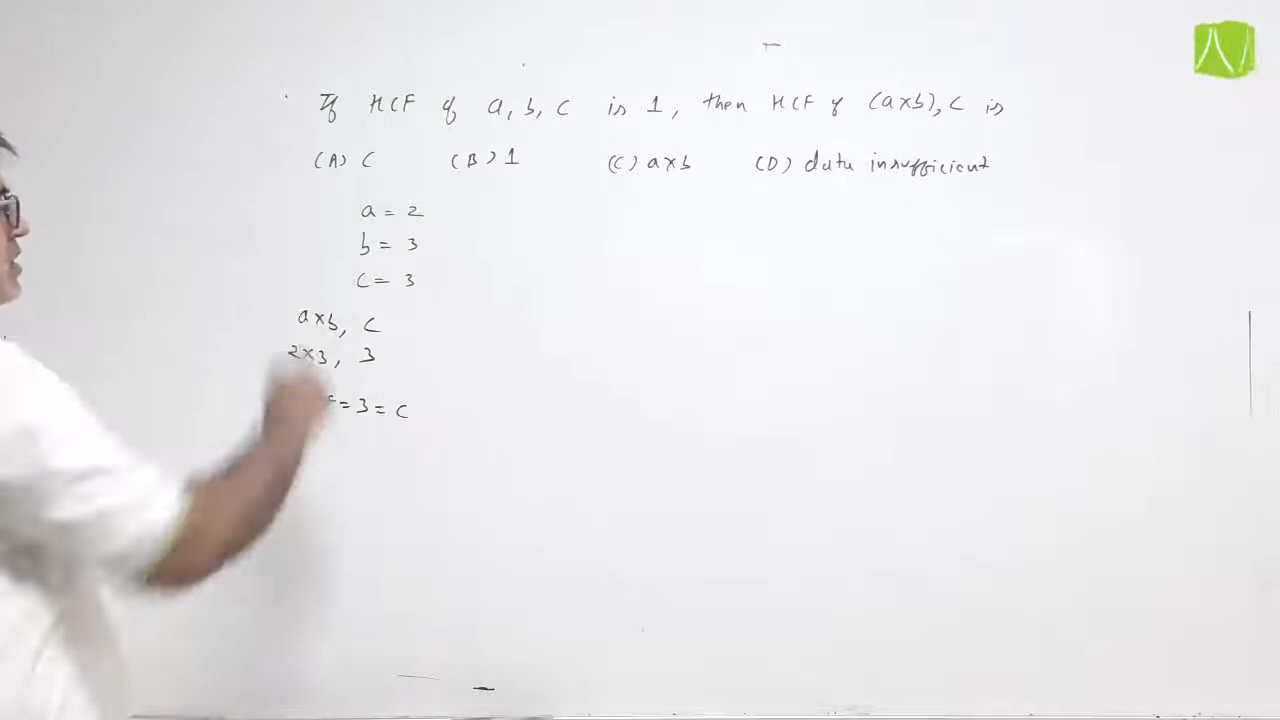 If HCF of a, b, c is 1, then HCF of (a×b), c is
(A) c (B) 1 (C) a×b (D) data insufficient
a = 2
b = 3
c = 3
a×b, c
2×3, 3
= 3 = c